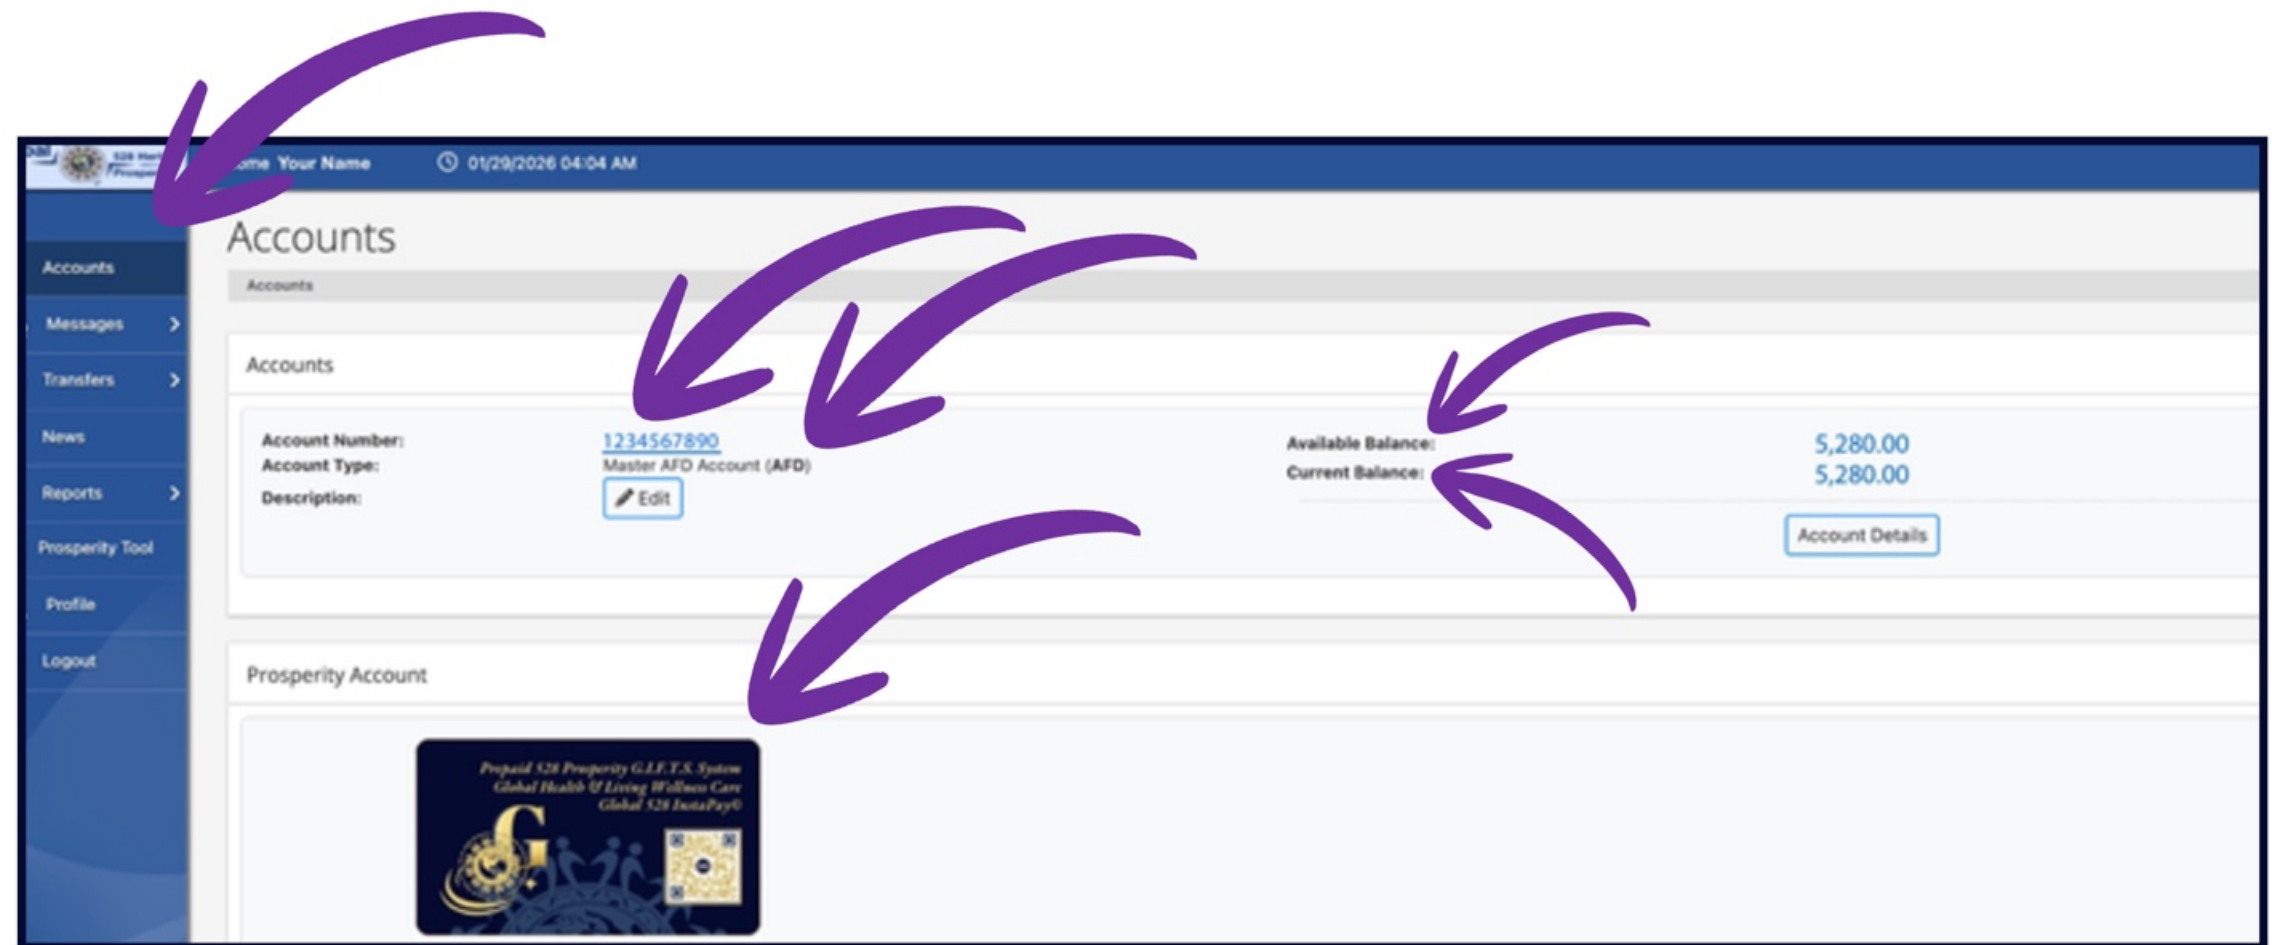 Your Name
01/29/2026 04:04 AM
Accounts
Accounts
Accounts
Messages
Transfers
News
Reports
Prosperity Tool
Profile
Logout
Accounts
Account Number: 1234567890
Account Type: Master AFD Account (AFD)
Description: Edit
Available Balance: 5,280.00
Current Balance: 5,280.00
Account Details
Prosperity Account
Prepaid 528 Prosperity G.I.F.T.S. System
Global Health & Living Wellness Care
Global 528 InstaPay©
G